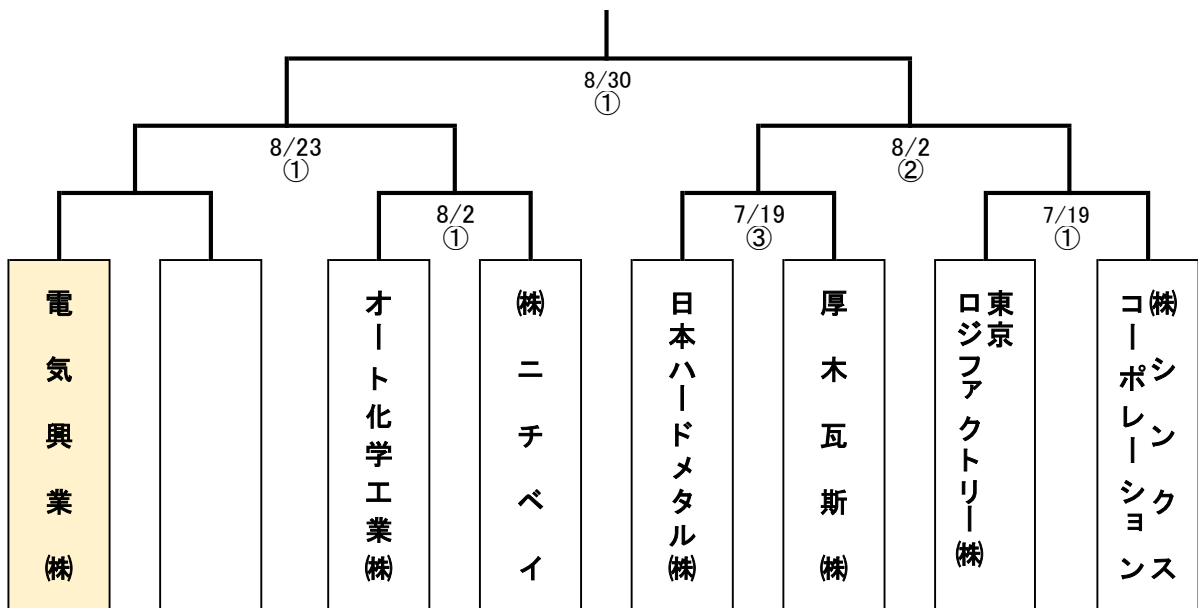 8/30
①
8/23
①
8/2
②
8/2
①
7/19
③
7/19
①
電気興業㈱
オート化学工業㈱
㈱ニチベイ
日本ハードメタル㈱
厚木瓦斯㈱
東京
ロジファクトリー㈱
㈱シンクス
コーポレーション